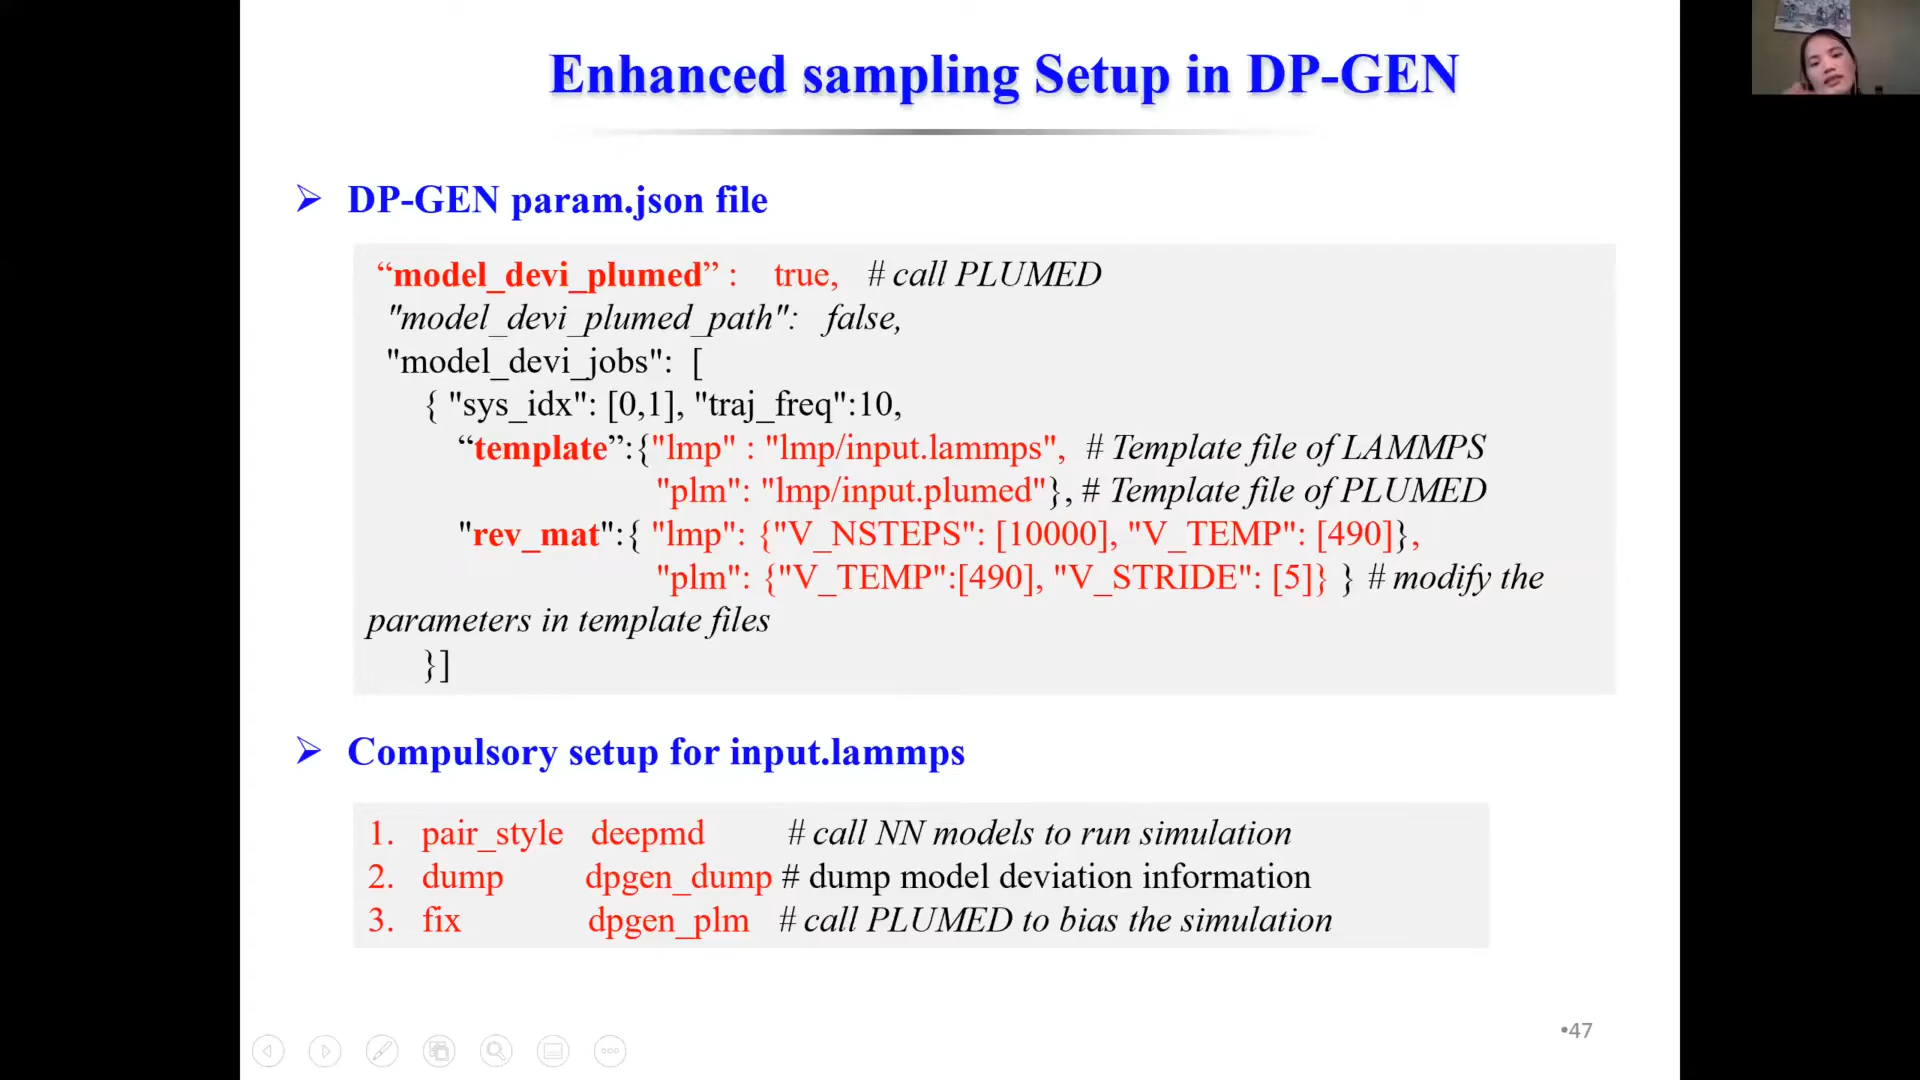 Enhanced sampling Setup in DP-GEN
➢ DP-GEN param.json file
“model_devi_plumed” : true, # call PLUMED
"model_devi_plumed_path": false,
"model_devi_jobs": [
{ "sys_idx": [0,1], "traj_freq":10,
“template”:{"lmp" : "lmp/input.lammps", # Template file of LAMMPS
"plm": "lmp/input.plumed"}, # Template file of PLUMED
"rev_mat":{ "lmp": {"V_NSTEPS": [10000], "V_TEMP": [490]},
"plm": {"V_TEMP":[490], "V_STRIDE": [5]} } # modify the
parameters in template files
}]
➢ Compulsory setup for input.lammps
1. pair_style deepmd # call NN models to run simulation
2. dump dpgen_dump # dump model deviation information
3. fix dpgen_plm # call PLUMED to bias the simulation
•47